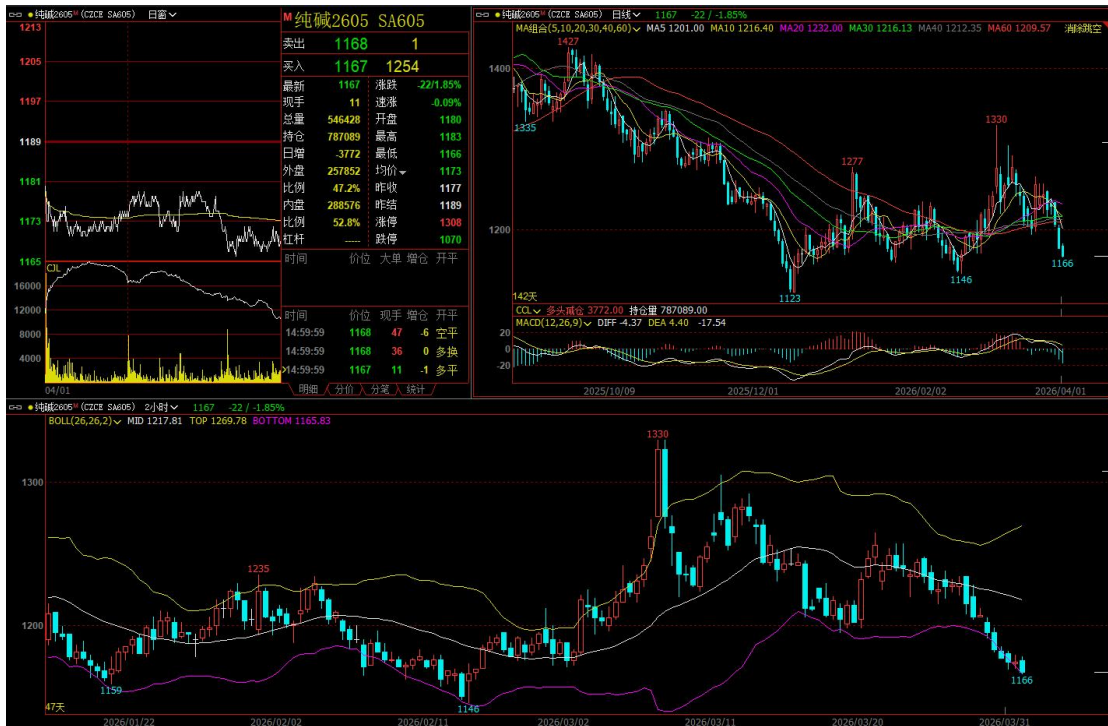 纯碱2605ᴹ (CZCE SA605) 日窗
1213
1205
1197
1189
1181
1173
1165
CJL
16000
12000
8000
4000
04/01
M 纯碱2605 SA605
卖出 1168 1
买入 1167 1254
最新 1167 涨跌 -22/1.85%
现手 11 速涨 -0.09%
总量 546428 开盘 1180
持仓 787089 最高 1183
日增 -3772 最低 1166
外盘 257852 均价 1173
比例 47.2% 昨收 1177
内盘 288576 昨结 1189
比例 52.8% 涨停 1308
杠杆 ----- 跌停 1070
时间 价位 大单 增仓 开平
时间 价位 现手 增仓 开平
14:59:59 1168 47 -6 空平
14:59:59 1168 36 0 多换
14:59:59 1167 11 -1 多平
明细 分价 分笔 统计
纯碱2605ᴹ (CZCE SA605) 日线 1167 -22 / -1.85%
MA组合(5,10,20,30,40,60) MA5 1201.00 MA10 1216.40 MA20 1232.00 MA30 1216.13 MA40 1212.35 MA60 1209.57 消除跳空
1427
1400
1335
1330
1277
1200
1166
1146
1123
142天
CCL 多头减仓 3772.00 持仓量 787089.00
MACD(12,26,9) DIFF -4.37 DEA 4.40 -17.54
20
0
-20
2025/10/09 2025/12/01 2026/02/02 2026/04/01
纯碱2605ᴹ (CZCE SA605) 2小时 1167 -22 / -1.85%
BOLL(26,26,2) MID 1217.81 TOP 1269.78 BOTTOM 1165.83
1330
1300
1235
1200
1159
1146
1166
47天
2026/01/22 2026/02/02 2026/02/11 2026/03/02 2026/03/11 2026/03/20 2026/03/31